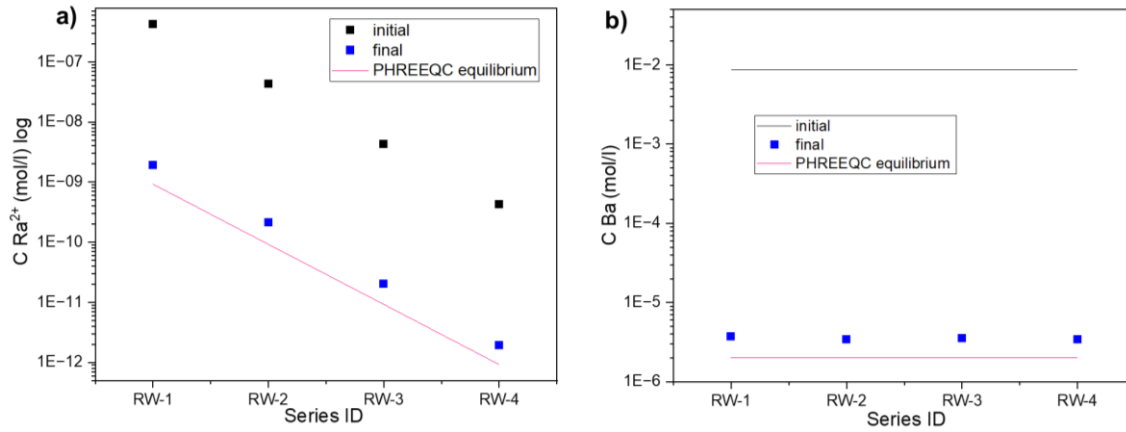 a)
initial
final
PHREEQC equilibrium
1E-07
1E-08
1E-09
1E-10
1E-11
1E-12
C Ra²⁺ (mol/l) log
RW-1 RW-2 RW-3 RW-4
Series ID
b)
initial
final
PHREEQC equilibrium
1E-2
1E-3
1E-4
1E-5
1E-6
C Ba (mol/l)
RW-1 RW-2 RW-3 RW-4
Series ID